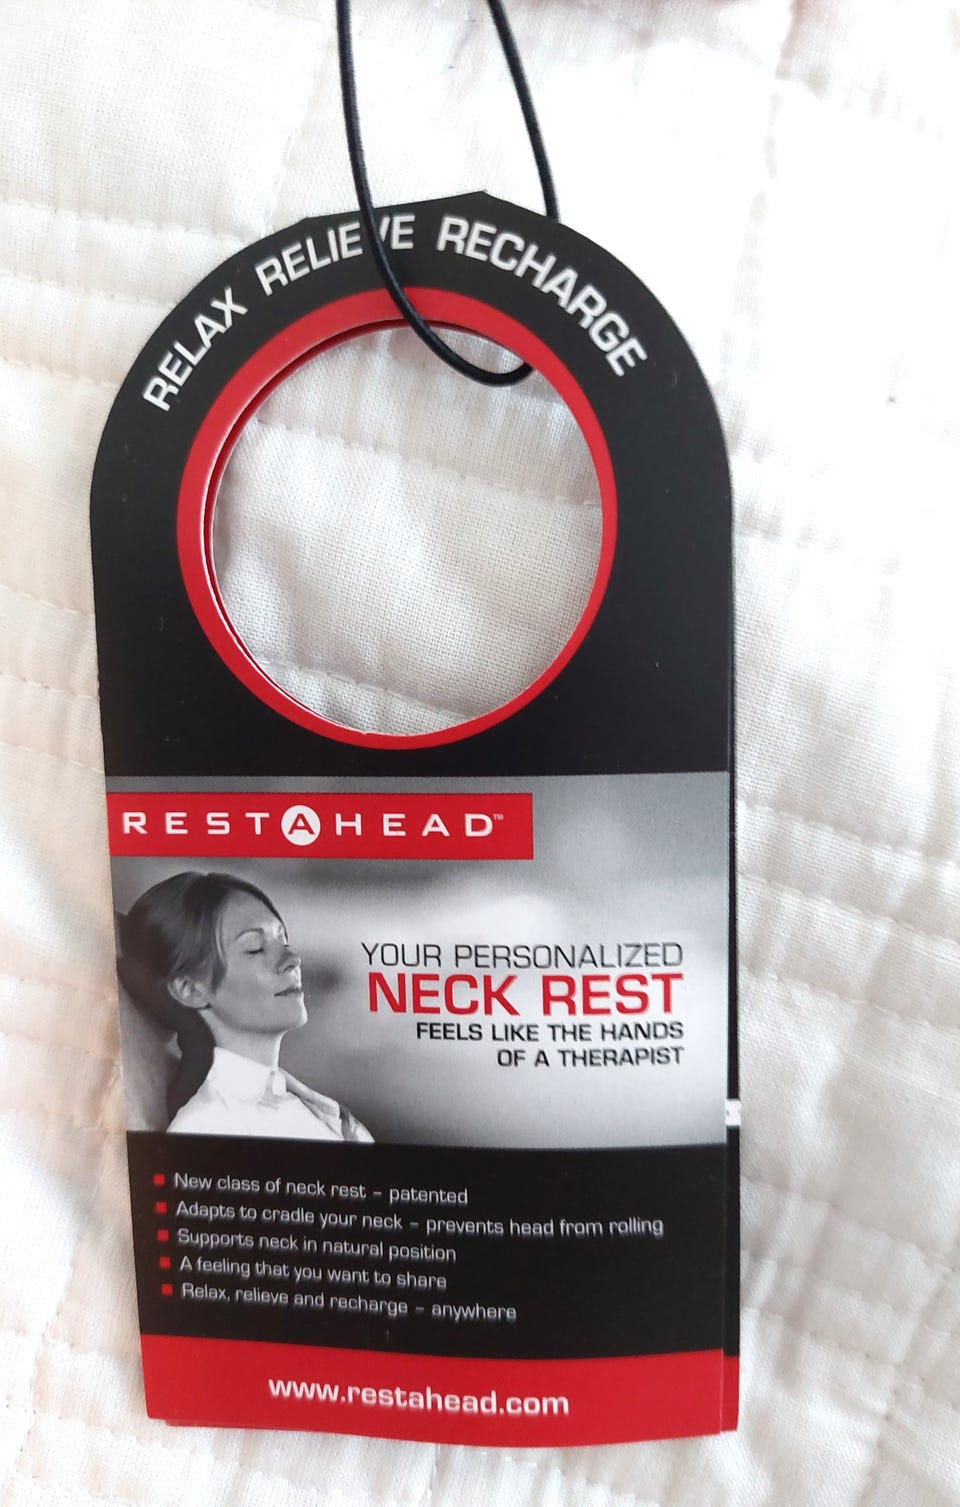 RELAX RELIEVE RECHARGE
RESTAHEAD™
YOUR PERSONALIZED
NECK REST
FEELS LIKE THE HANDS
OF A THERAPIST
New class of neck rest – patented
Adapts to cradle your neck – prevents head from rolling
Supports neck in natural position
A feeling that you want to share
Relax, relieve and recharge – anywhere
www.restahead.com